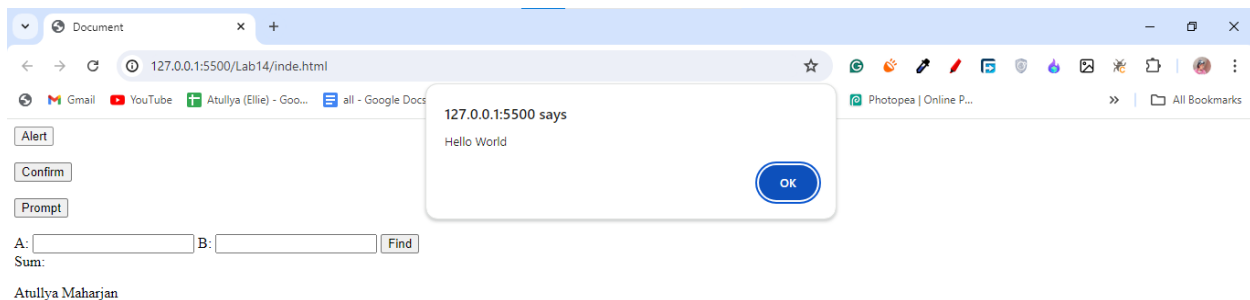 Document
127.0.0.1:5500/Lab14/inde.html
Gmail YouTube Atullya (Ellie) - Goo... all - Google Docs Photopea | Online P... All Bookmarks
127.0.0.1:5500 says
Hello World
OK
Alert
Confirm
Prompt
A: B: Find
Sum:
Atullya Maharjan